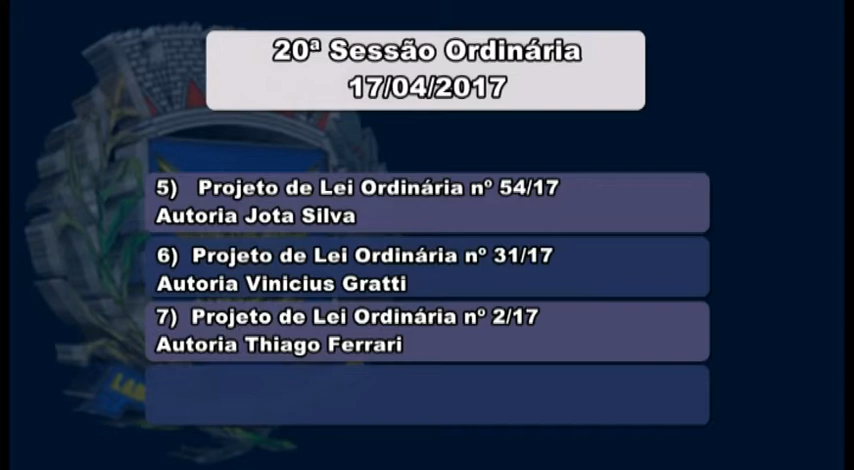 20ª Sessão Ordinária
17/04/2017
5) Projeto de Lei Ordinária nº 54/17
Autoria Jota Silva
6) Projeto de Lei Ordinária nº 31/17
Autoria Vinicius Gratti
7) Projeto de Lei Ordinária nº 2/17
Autoria Thiago Ferrari